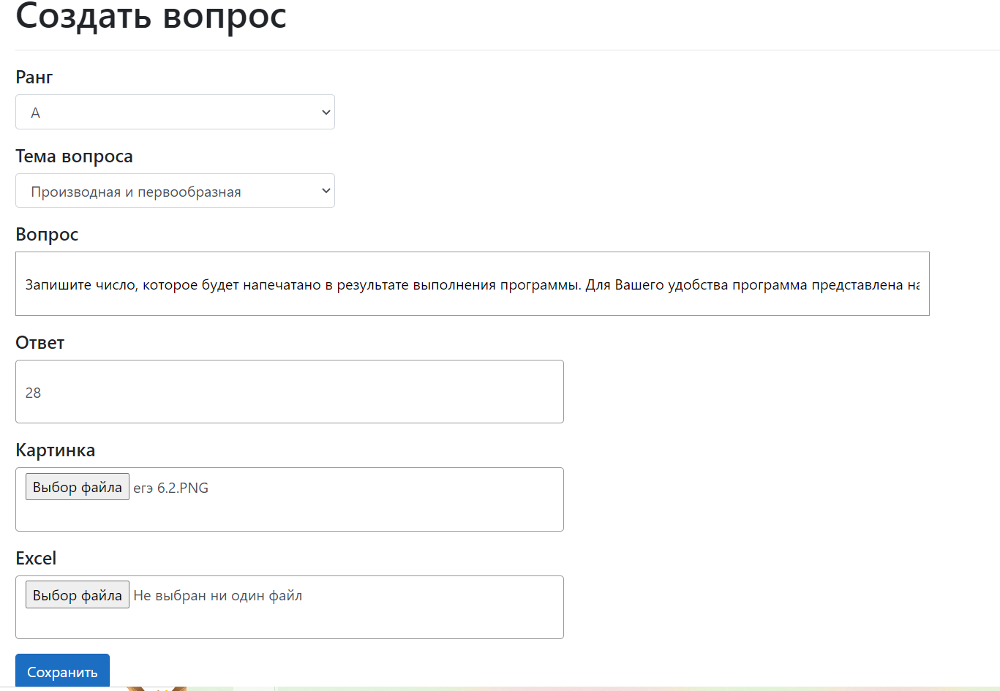 Создать вопрос
Ранг
A
Тема вопроса
Производная и первообразная
Вопрос
Запишите число, которое будет напечатано в результате выполнения программы. Для Вашего удобства программа представлена на
Ответ
28
Картинка
Выбор файла егэ 6.2.PNG
Excel
Выбор файла Не выбран ни один файл
Сохранить